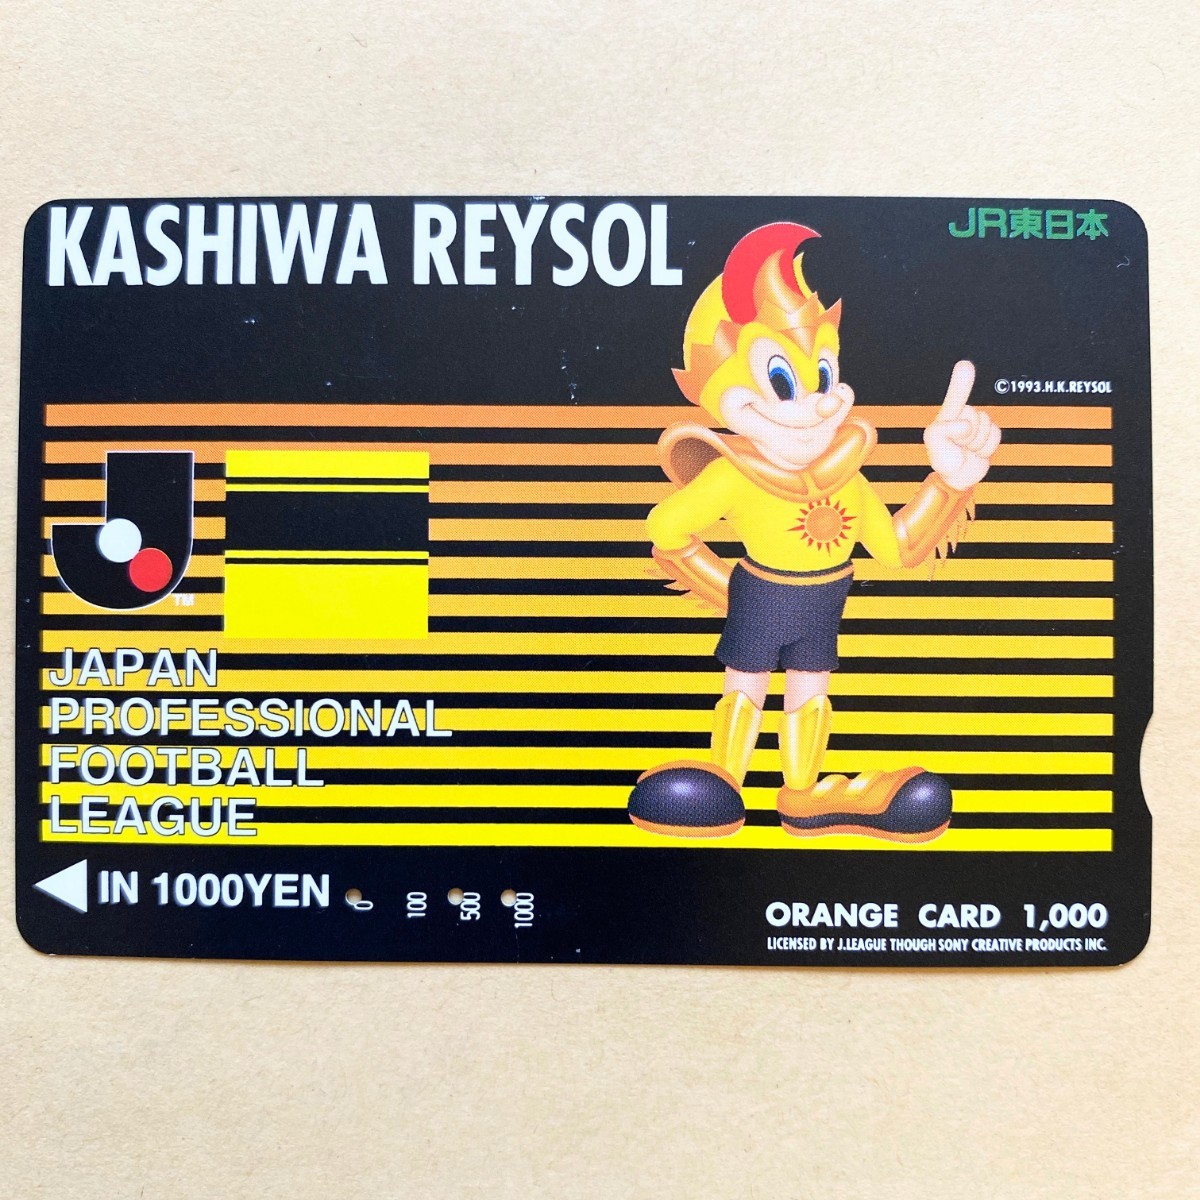 KASHIWA REYSOL
JR東日本
©1993.H.K.REYSOL
J
TM
JAPAN
PROFESSIONAL
FOOTBALL
LEAGUE
IN 1000YEN
0 100 500 1000
ORANGE CARD 1,000
LICENSED BY J.LEAGUE THOUGH SONY CREATIVE PRODUCTS INC.